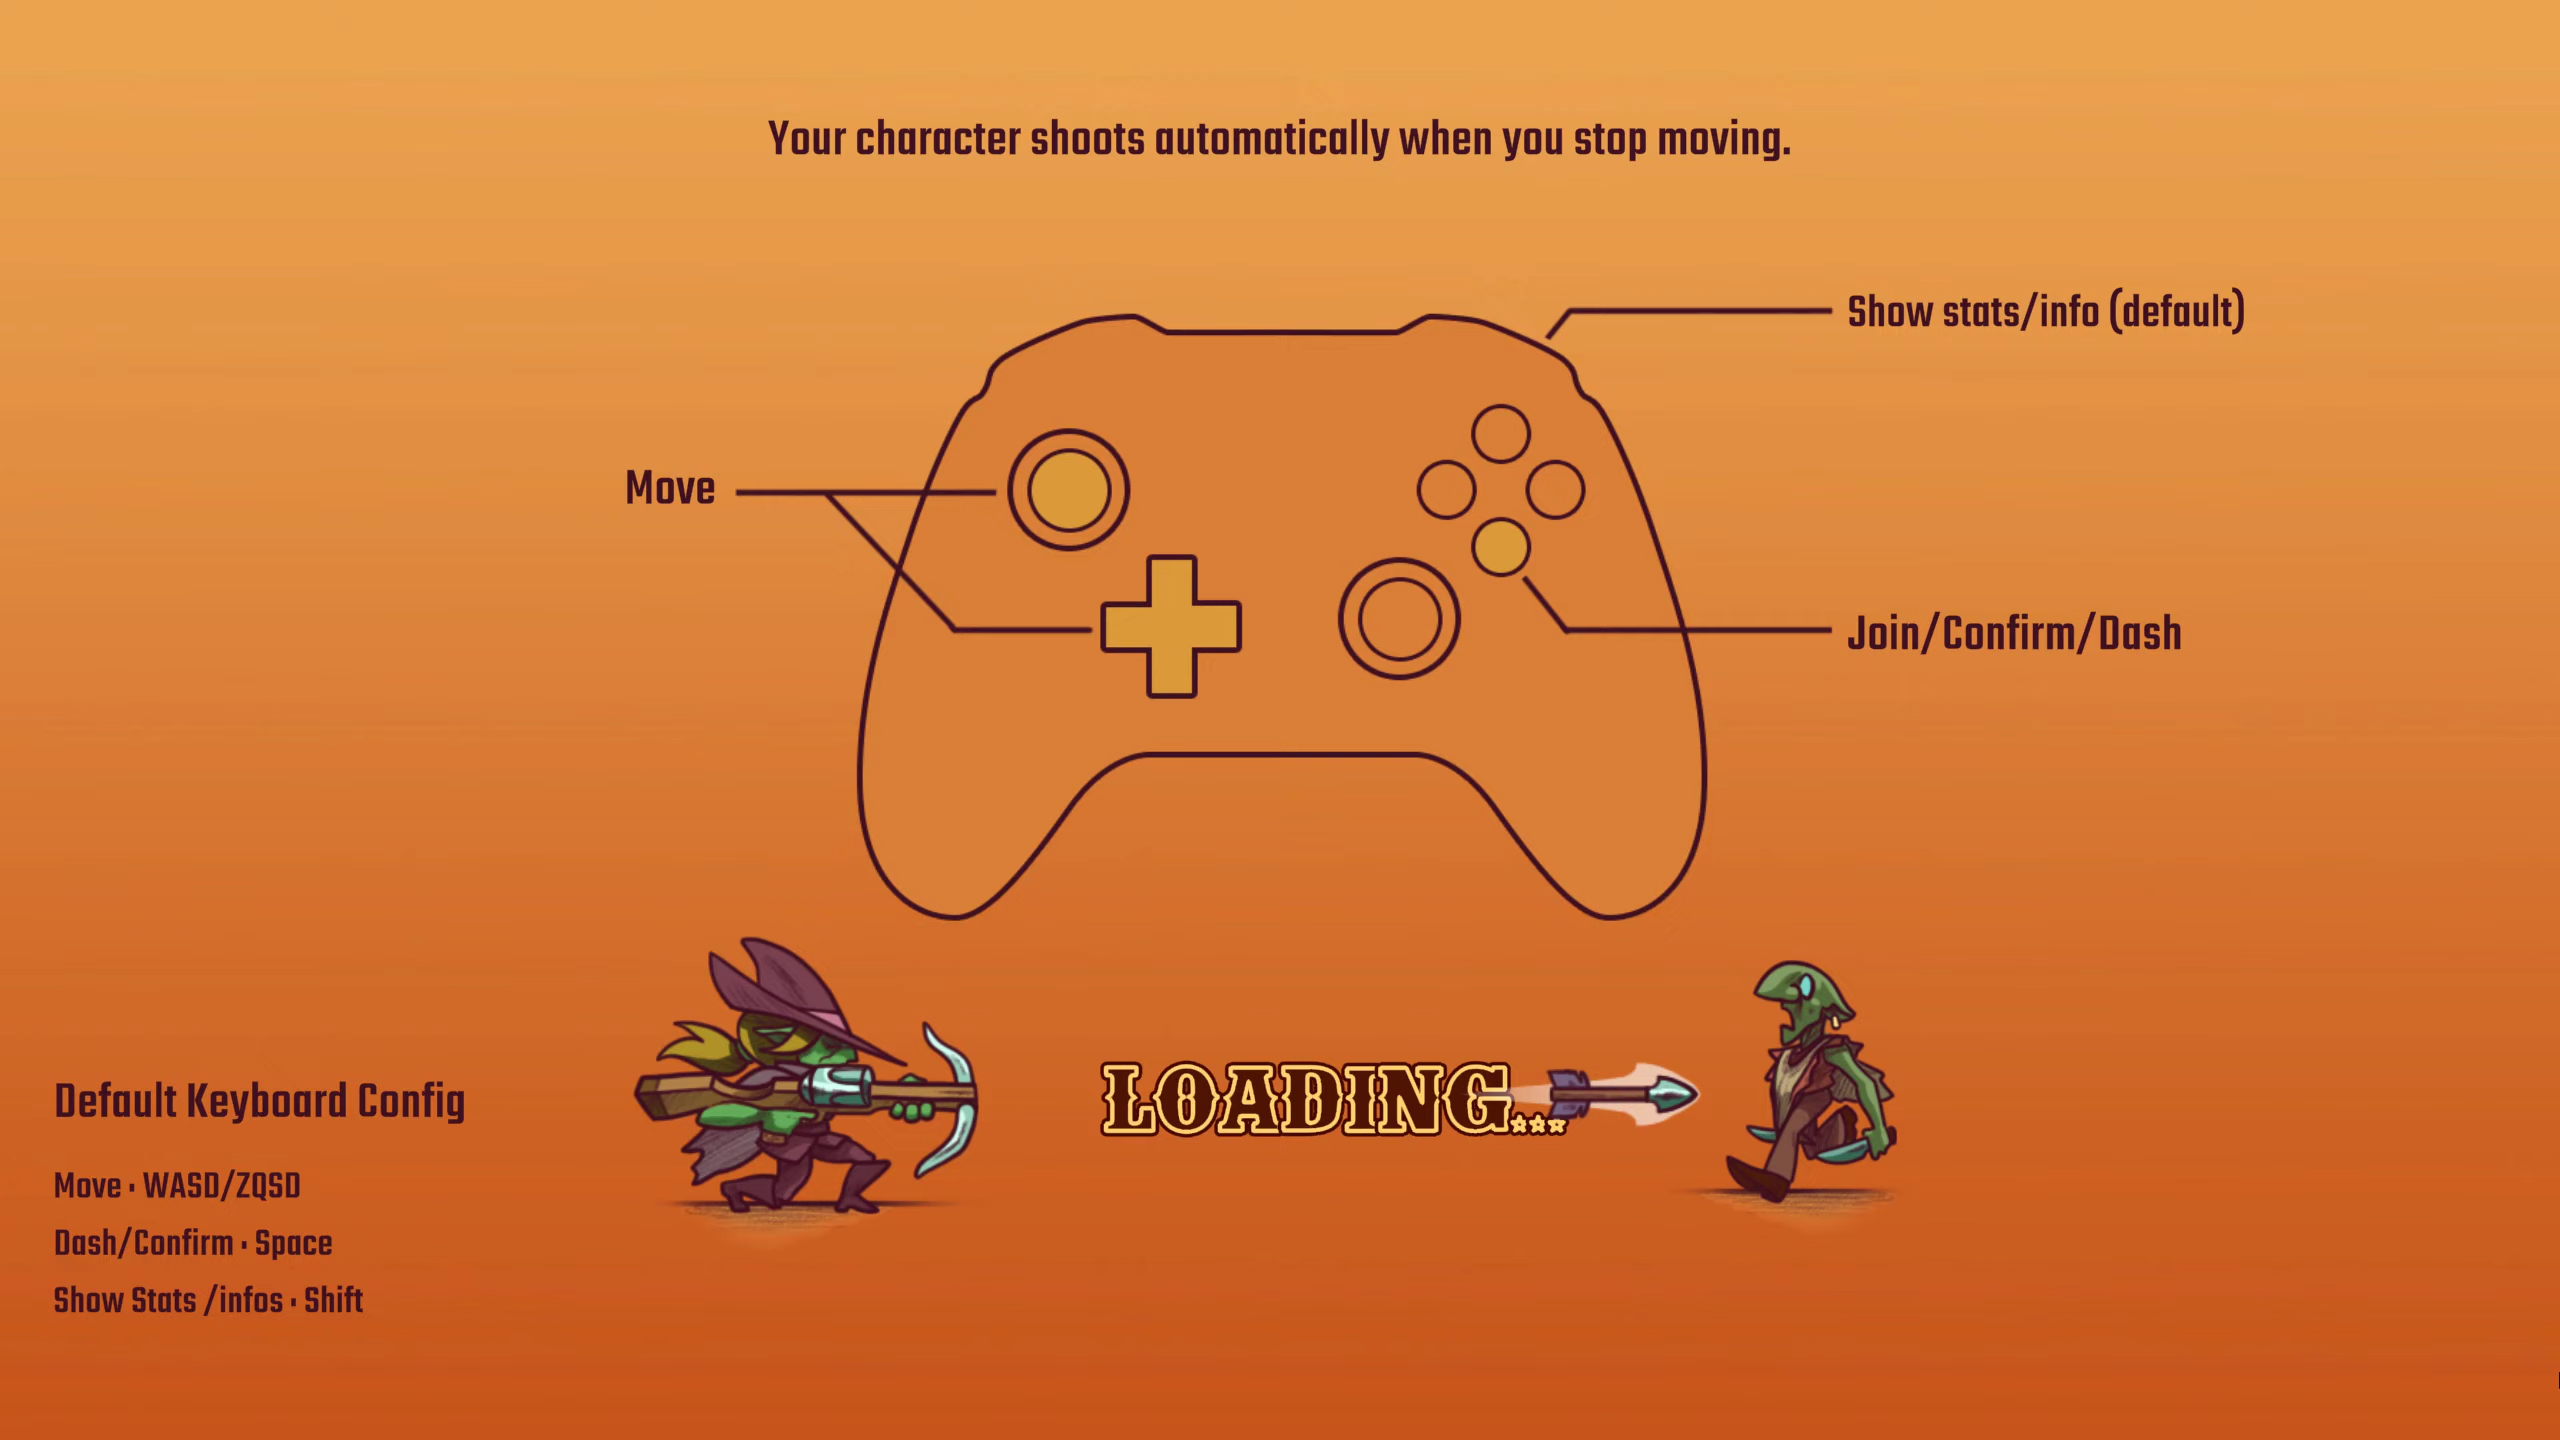 Your character shoots automatically when you stop moving.
Show stats/info (default)
Move
Join/Confirm/Dash
LOADING...
Default Keyboard Config
Move · WASD/ZQSD
Dash/Confirm · Space
Show Stats /infos · Shift